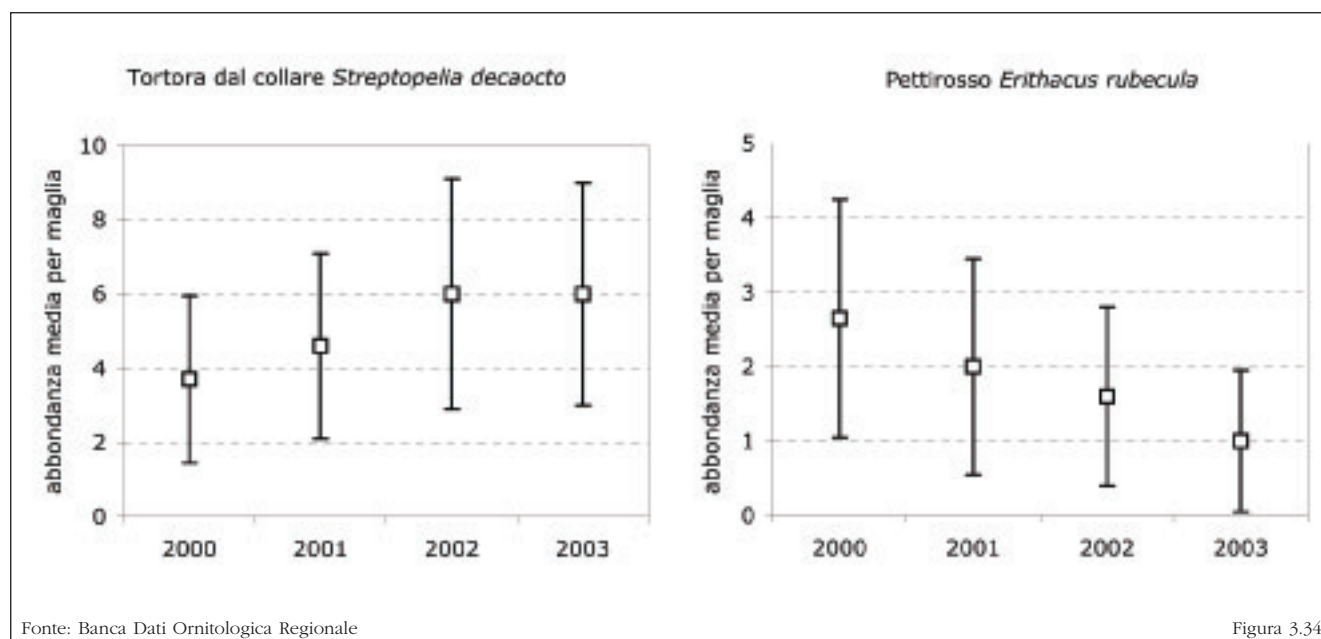 Tortora dal collare Streptopelia decaocto
abbondanza media per maglia
10
8
6
4
2
0
2000 2001 2002 2003
Pettirosso Erithacus rubecula
abbondanza media per maglia
5
4
3
2
1
0
2000 2001 2002 2003
Fonte: Banca Dati Ornitologica Regionale
Figura 3.34